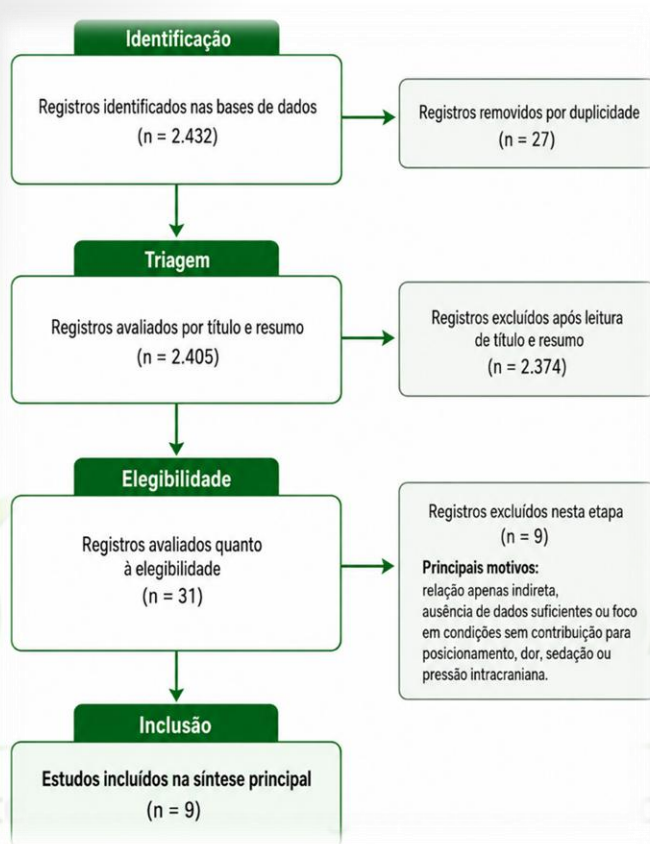 Identificação
Registros identificados nas bases de dados
(n = 2.432)
Registros removidos por duplicidade
(n = 27)
Triagem
Registros avaliados por título e resumo
(n = 2.405)
Registros excluídos após leitura
de título e resumo
(n = 2.374)
Elegibilidade
Registros avaliados quanto
à elegibilidade
(n = 31)
Registros excluídos nesta etapa
(n = 9)
Principais motivos:
relação apenas indireta,
ausência de dados suficientes ou foco
em condições sem contribuição para
posicionamento, dor, sedação ou
pressão intracraniana.
Inclusão
Estudos incluídos na síntese principal
(n = 9)